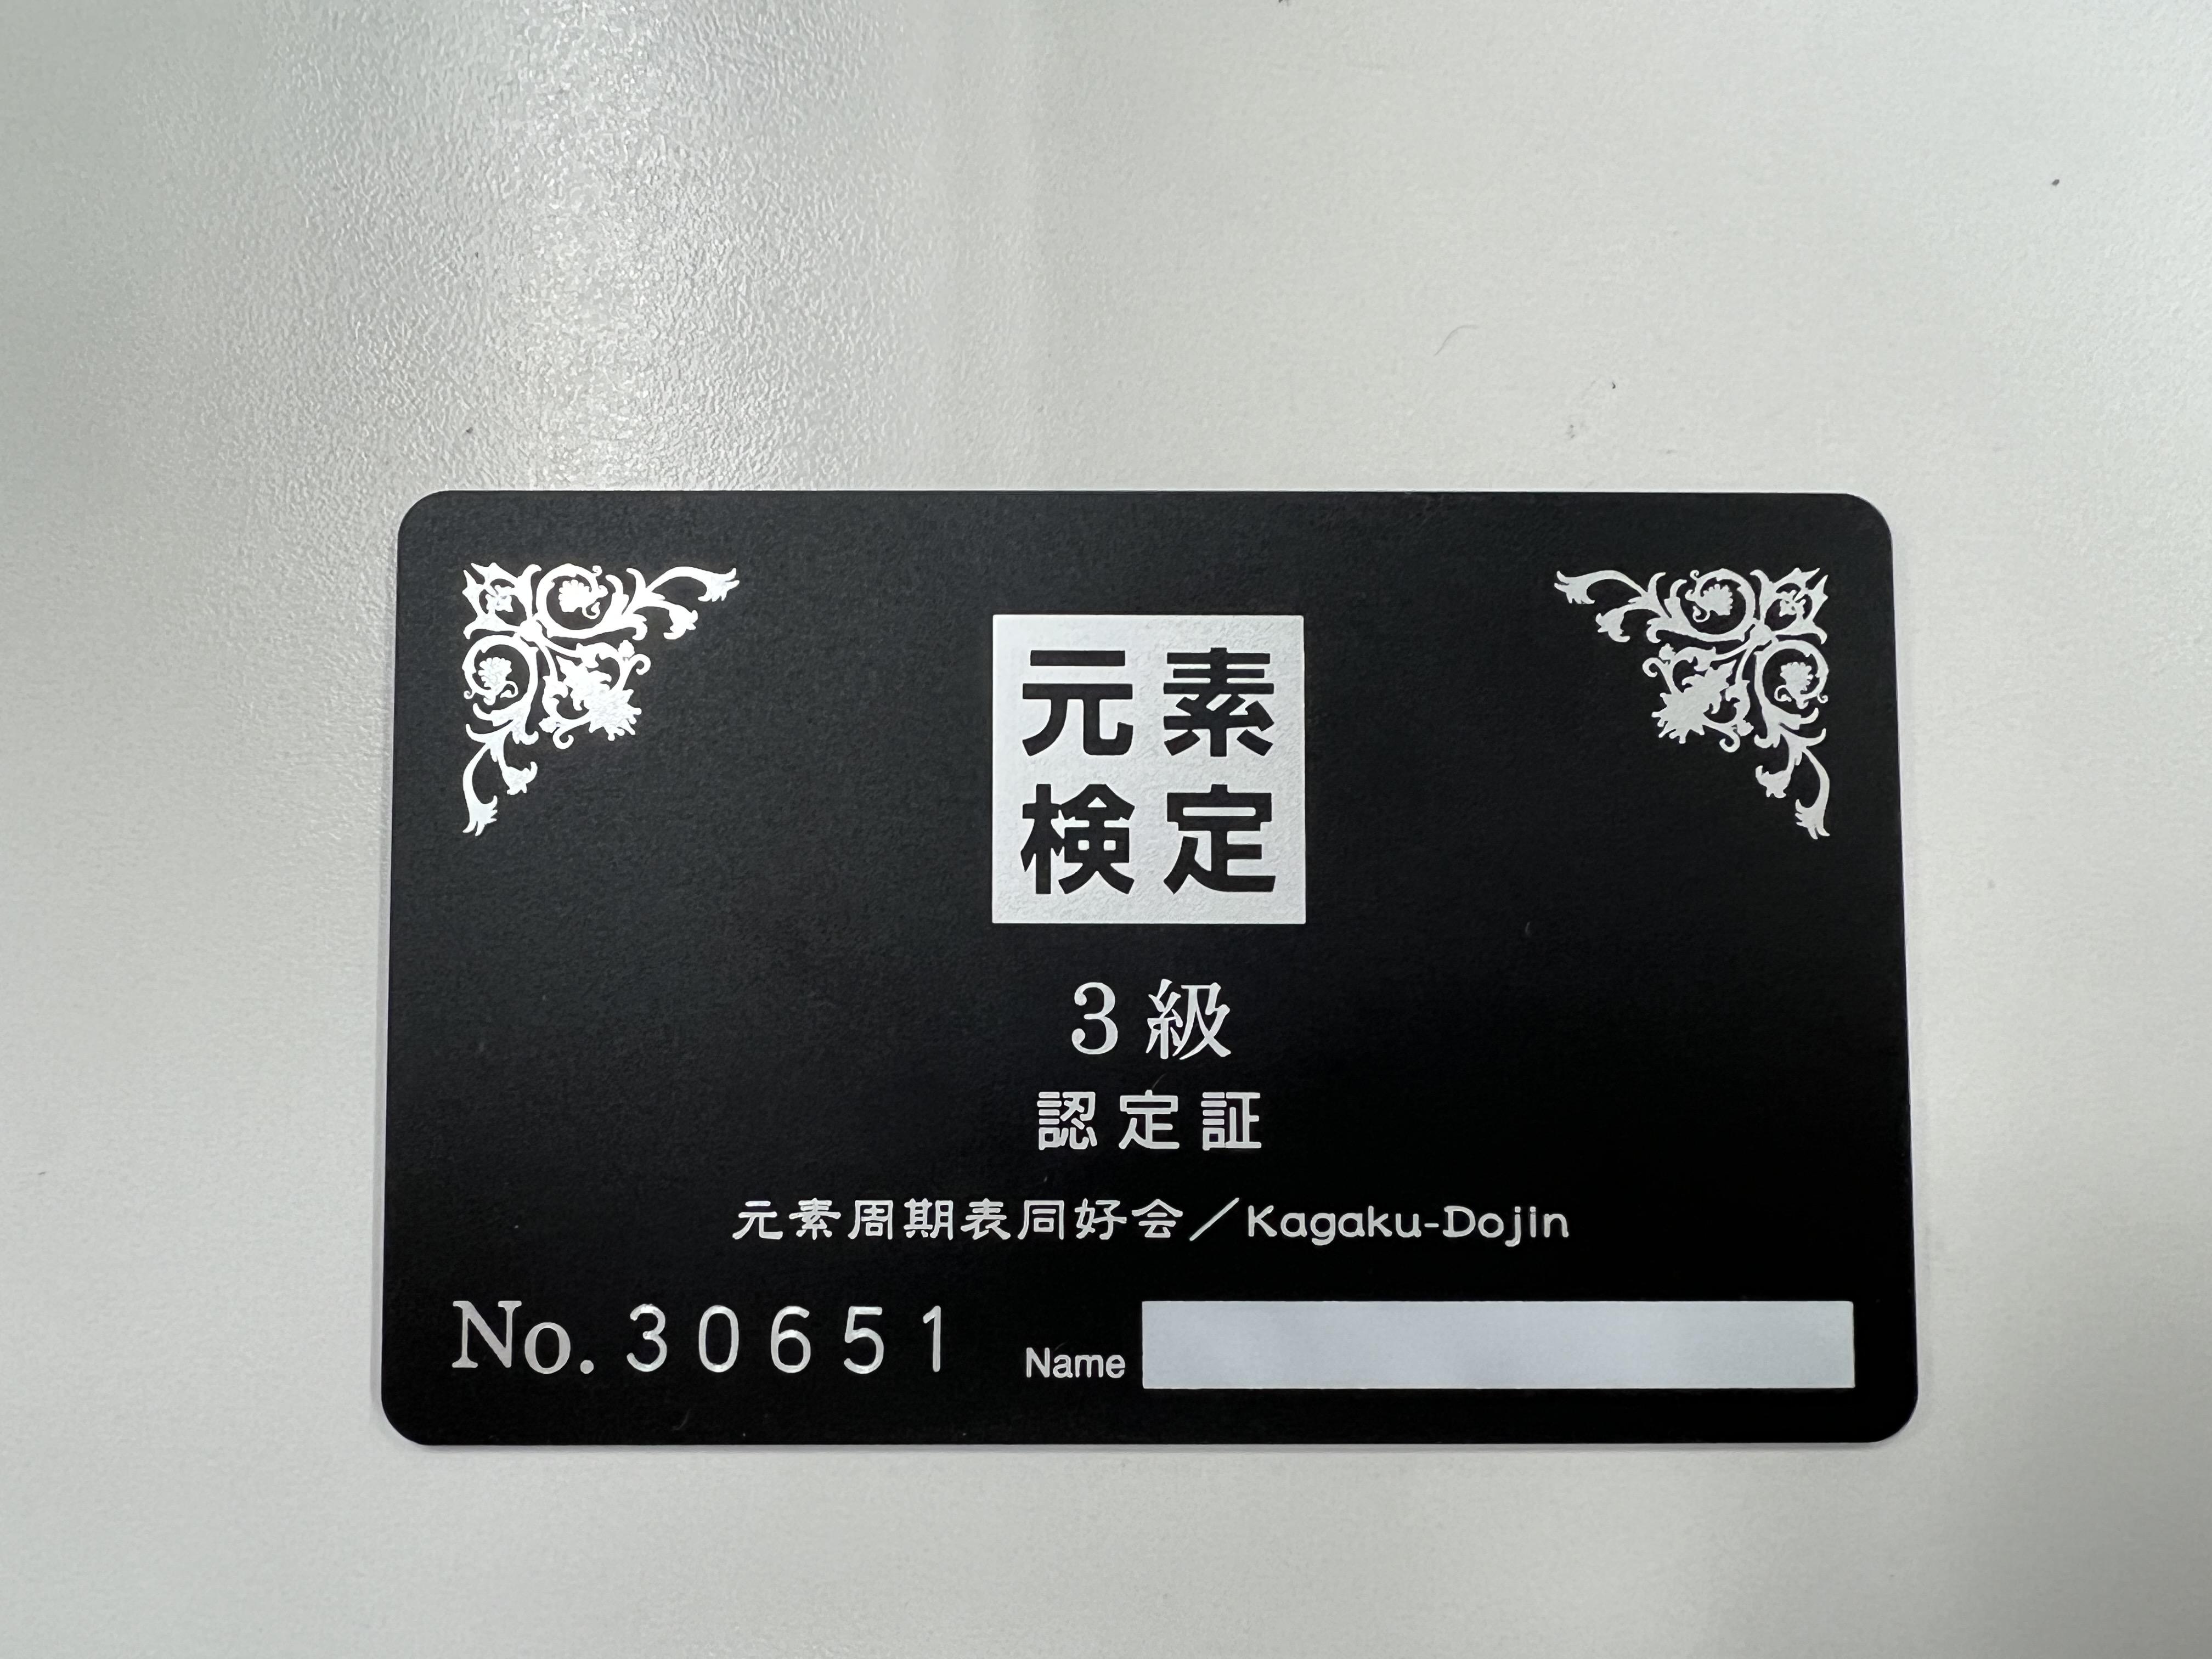 元素
検定
3級
認定証
元素周期表同好会／Kagaku-Dojin
No. 30651
Name